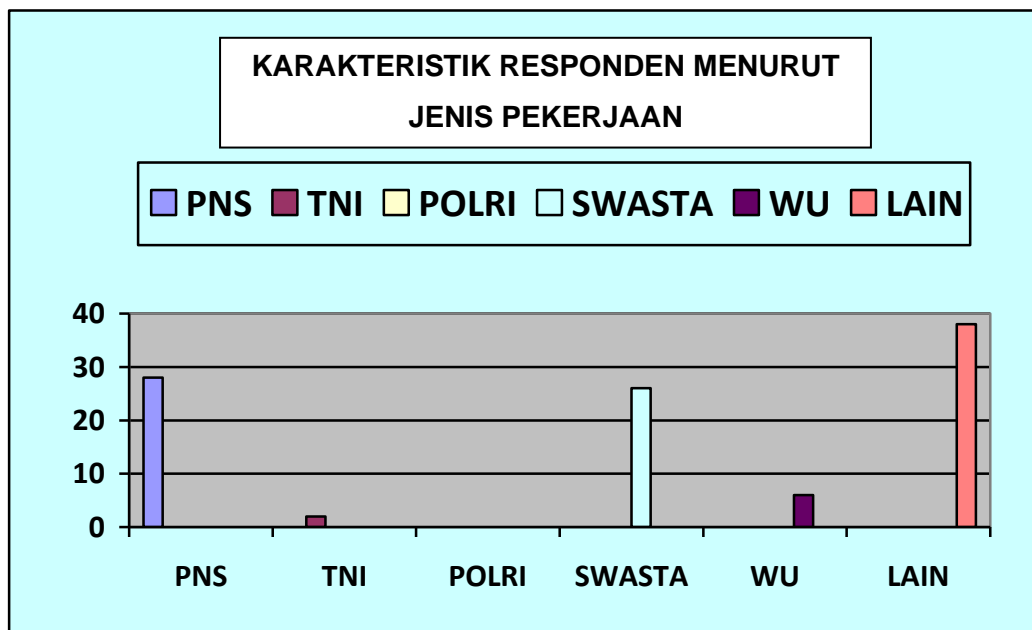 KARAKTERISTIK RESPONDEN MENURUT
JENIS PEKERJAAN
PNS TNI POLRI SWASTA WU LAIN
40
30
20
10
0
PNS TNI POLRI SWASTA WU LAIN